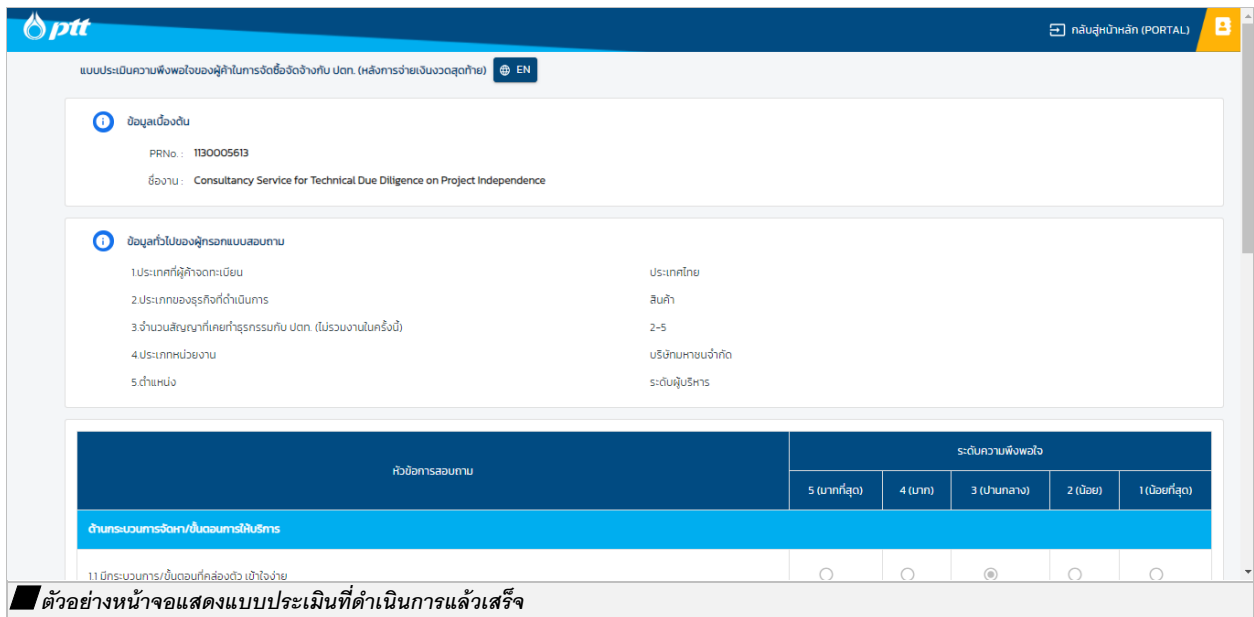 ptt
กลับสู่หน้าหลัก (PORTAL)
แบบประเมินความพึงพอใจของผู้ค้าในการจัดซื้อจัดจ้างกับ ปตท. (หลังการจ่ายเงินงวดสุดท้าย) EN
ข้อมูลเบื้องต้น
PRNo. : 1130005613
ชื่องาน : Consultancy Service for Technical Due Diligence on Project Independence
ข้อมูลทั่วไปของผู้กรอกแบบสอบถาม
1.ประเทศที่ผู้ค้าจดทะเบียน ประเทศไทย
2.ประเภทของธุรกิจที่ดำเนินการ สินค้า
3.จำนวนสัญญาที่เคยทำธุรกรรมกับ ปตท. (ไม่รวมงานในครั้งนี้) 2-5
4.ประเภทหน่วยงาน บริษัทมหาชนจำกัด
5.ตำแหน่ง ระดับผู้บริหาร
หัวข้อการสอบถาม
ระดับความพึงพอใจ
5 (มากที่สุด) 4 (มาก) 3 (ปานกลาง) 2 (น้อย) 1 (น้อยที่สุด)
ด้านกระบวนการจัดหา/ขั้นตอนการให้บริการ
1.1 มีกระบวนการ/ขั้นตอนที่คล่องตัว เข้าใจง่าย
ตัวอย่างหน้าจอแสดงแบบประเมินที่ดำเนินการแล้วเสร็จ